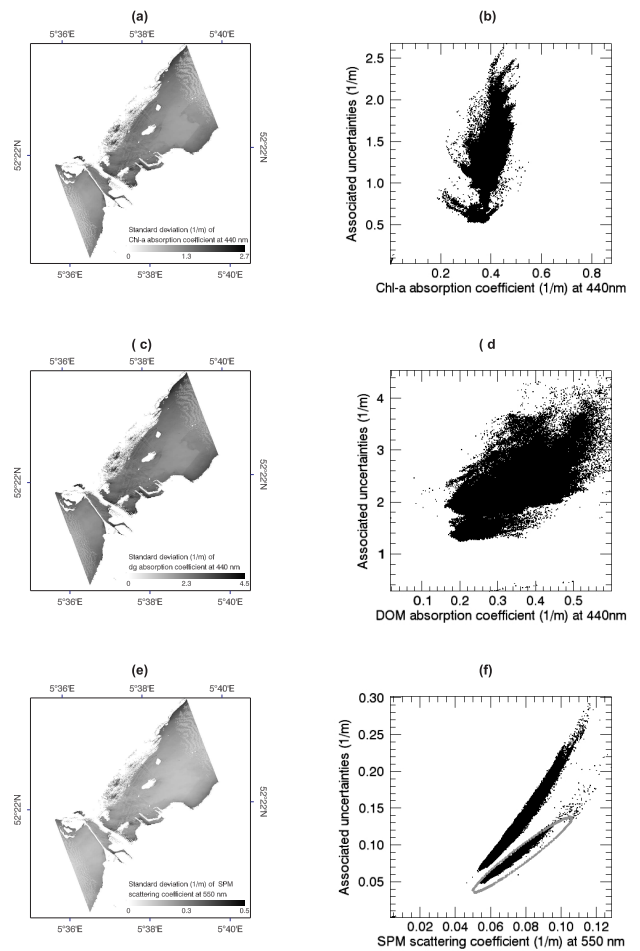 (a)
5°36'E 5°38'E 5°40'E
52°22'N
52°22'N
Standard deviation (1/m) of
Chl-a absorption coefficient at 440 nm
0 1.3 2.7
5°36'E 5°38'E 5°40'E
(b)
Associated uncertainties (1/m)
2.5
2.0
1.5
1.0
0.5
0.2 0.4 0.6 0.8
Chl-a absorption coefficient (1/m) at 440nm
( c)
5°36'E 5°38'E 5°40'E
52°22'N
52°22'N
Standard deviation (1/m) of
dg absorption coefficient at 440 nm
0 2.3 4.5
5°36'E 5°38'E 5°40'E
( d
Associated uncertainties (1/m)
4
3
2
1
0.1 0.2 0.3 0.4 0.5
DOM absorption coefficient (1/m) at 440nm
(e)
5°36'E 5°38'E 5°40'E
52°22'N
52°22'N
Standard deviation (1/m) of SPM
scattering coefficient at 550 nm
0 0.3 0.5
5°36'E 5°38'E 5°40'E
(f)
Associated uncertainties (1/m)
0.30
0.25
0.20
0.15
0.10
0.05
0.02 0.04 0.06 0.08 0.10 0.12
SPM scattering coefficient (1/m) at 550 nm